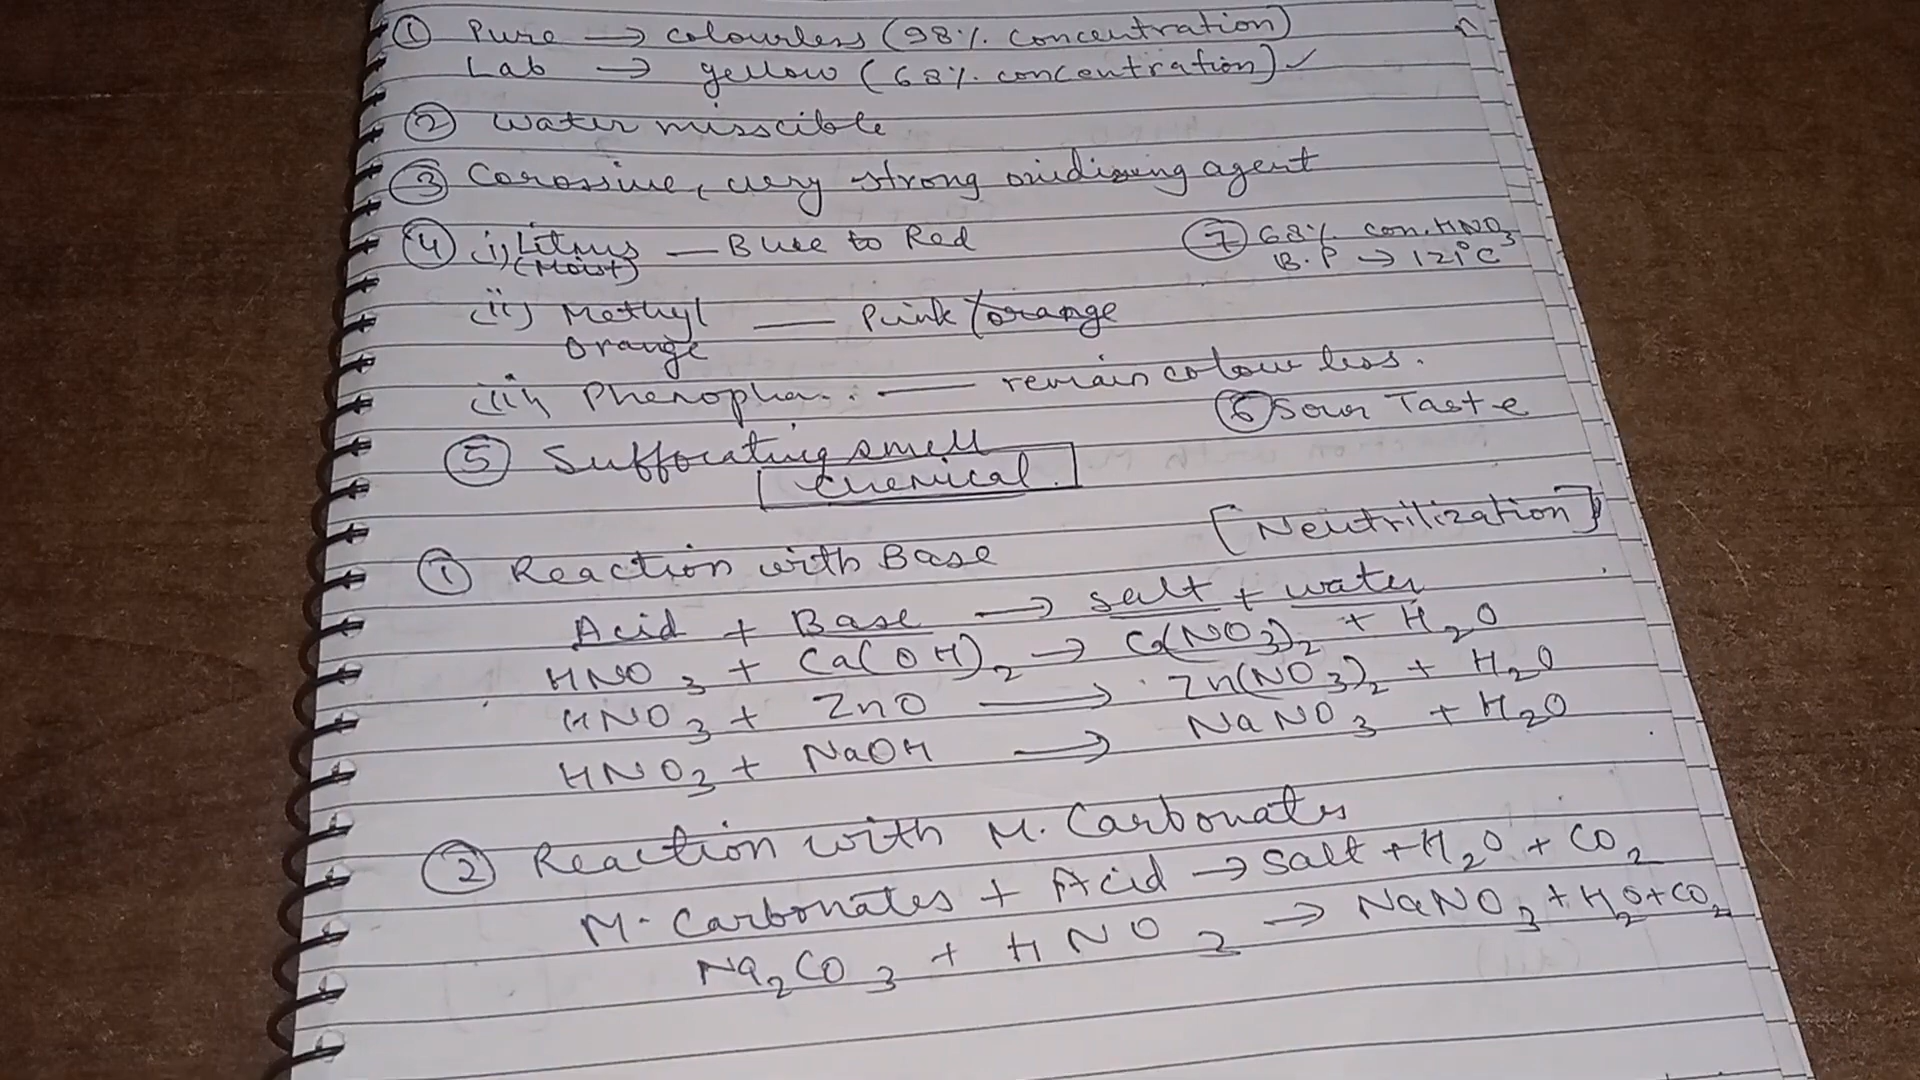 ① Pure → colourless (98% concentration)
Lab → yellow (68% concentration) ✓
② Water misscible
③ Corossive, very strong oxidizing agent
④ i) Litmus — Blue to Red
(Moist)
⑦ 68% con. HNO3
B.P → 121°C
ii) Methyl — Pink/orange
orange
iii) Phenopha... — remain colourless.
⑥ Sour Taste
⑤ Suffocating smell
[Chemical.]
[Neutrilization]
① Reaction with Base
Acid + Base → salt + water
HNO3 + Ca(OH)2 → Ca(NO3)2 + H2O
HNO3 + ZnO → Zn(NO3)2 + H2O
HNO3 + NaOH → NaNO3 + H2O
② Reaction with M. Carbonates
M. Carbonates + Acid → Salt + H2O + CO2
Na2CO3 + HNO3 → NaNO3 + H2O + CO2